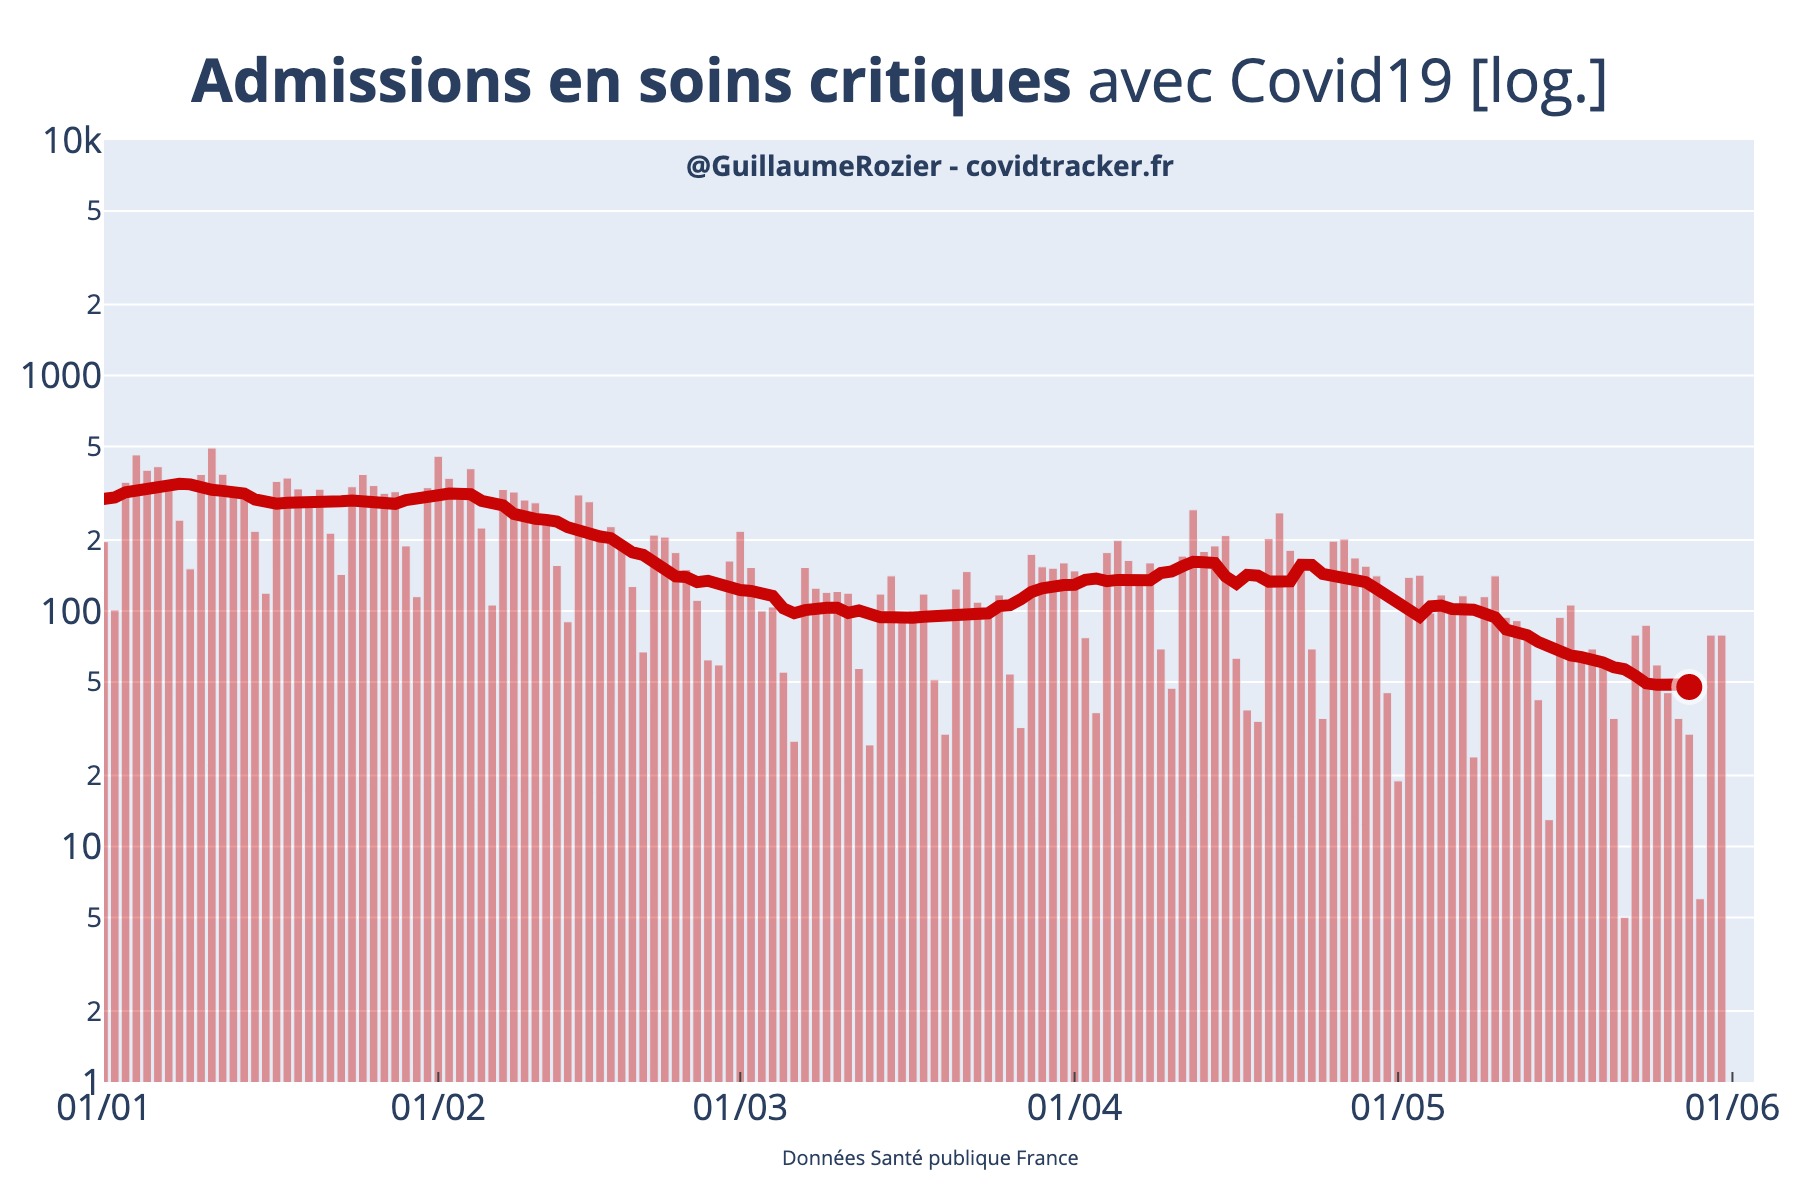 Admissions en soins critiques avec Covid19 [log.]
@GuillaumeRozier - covidtracker.fr
10k
5
2
1000
5
2
100
5
2
10
5
2
1
01/01 01/02 01/03 01/04 01/05 01/06
Données Santé publique France